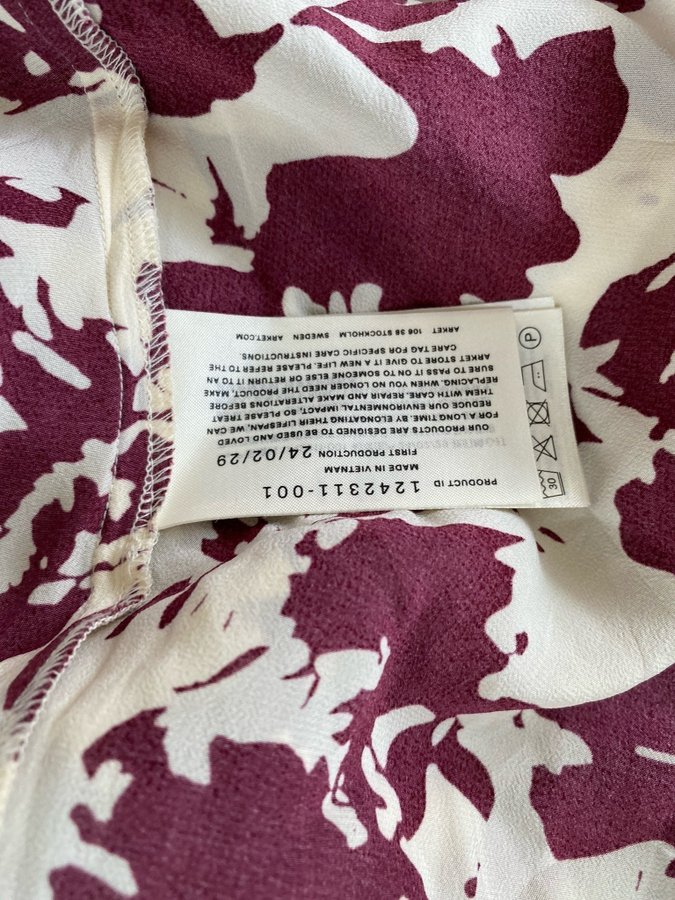 PRODUCT ID 1242311-001
MADE IN VIETNAM
FIRST PRODUCTION 24/02/29
OUR PRODUCTS DESIGNED TO BE USED AND LOVED
FOR A LONG TIME. BY ELONGATING THEIR LIFESPAN, WE CAN
REDUCE OUR ENVIRONMENTAL IMPACT, SO PLEASE TREAT
THEM WITH CARE, REPAIR AND MAKE ALTERATIONS BEFORE
REPLACING. WHEN YOU NO LONGER NEED THE PRODUCT, MAKE
SURE TO PASS IT ON TO SOMEONE ELSE OR RETURN IT TO AN
ARKET STORE TO GIVE IT A NEW LIFE. PLEASE REFER TO THE
CARE TAG FOR SPECIFIC CARE INSTRUCTIONS.
ARKET 106 38 STOCKHOLM SWEDEN ARKET.COM
30
P